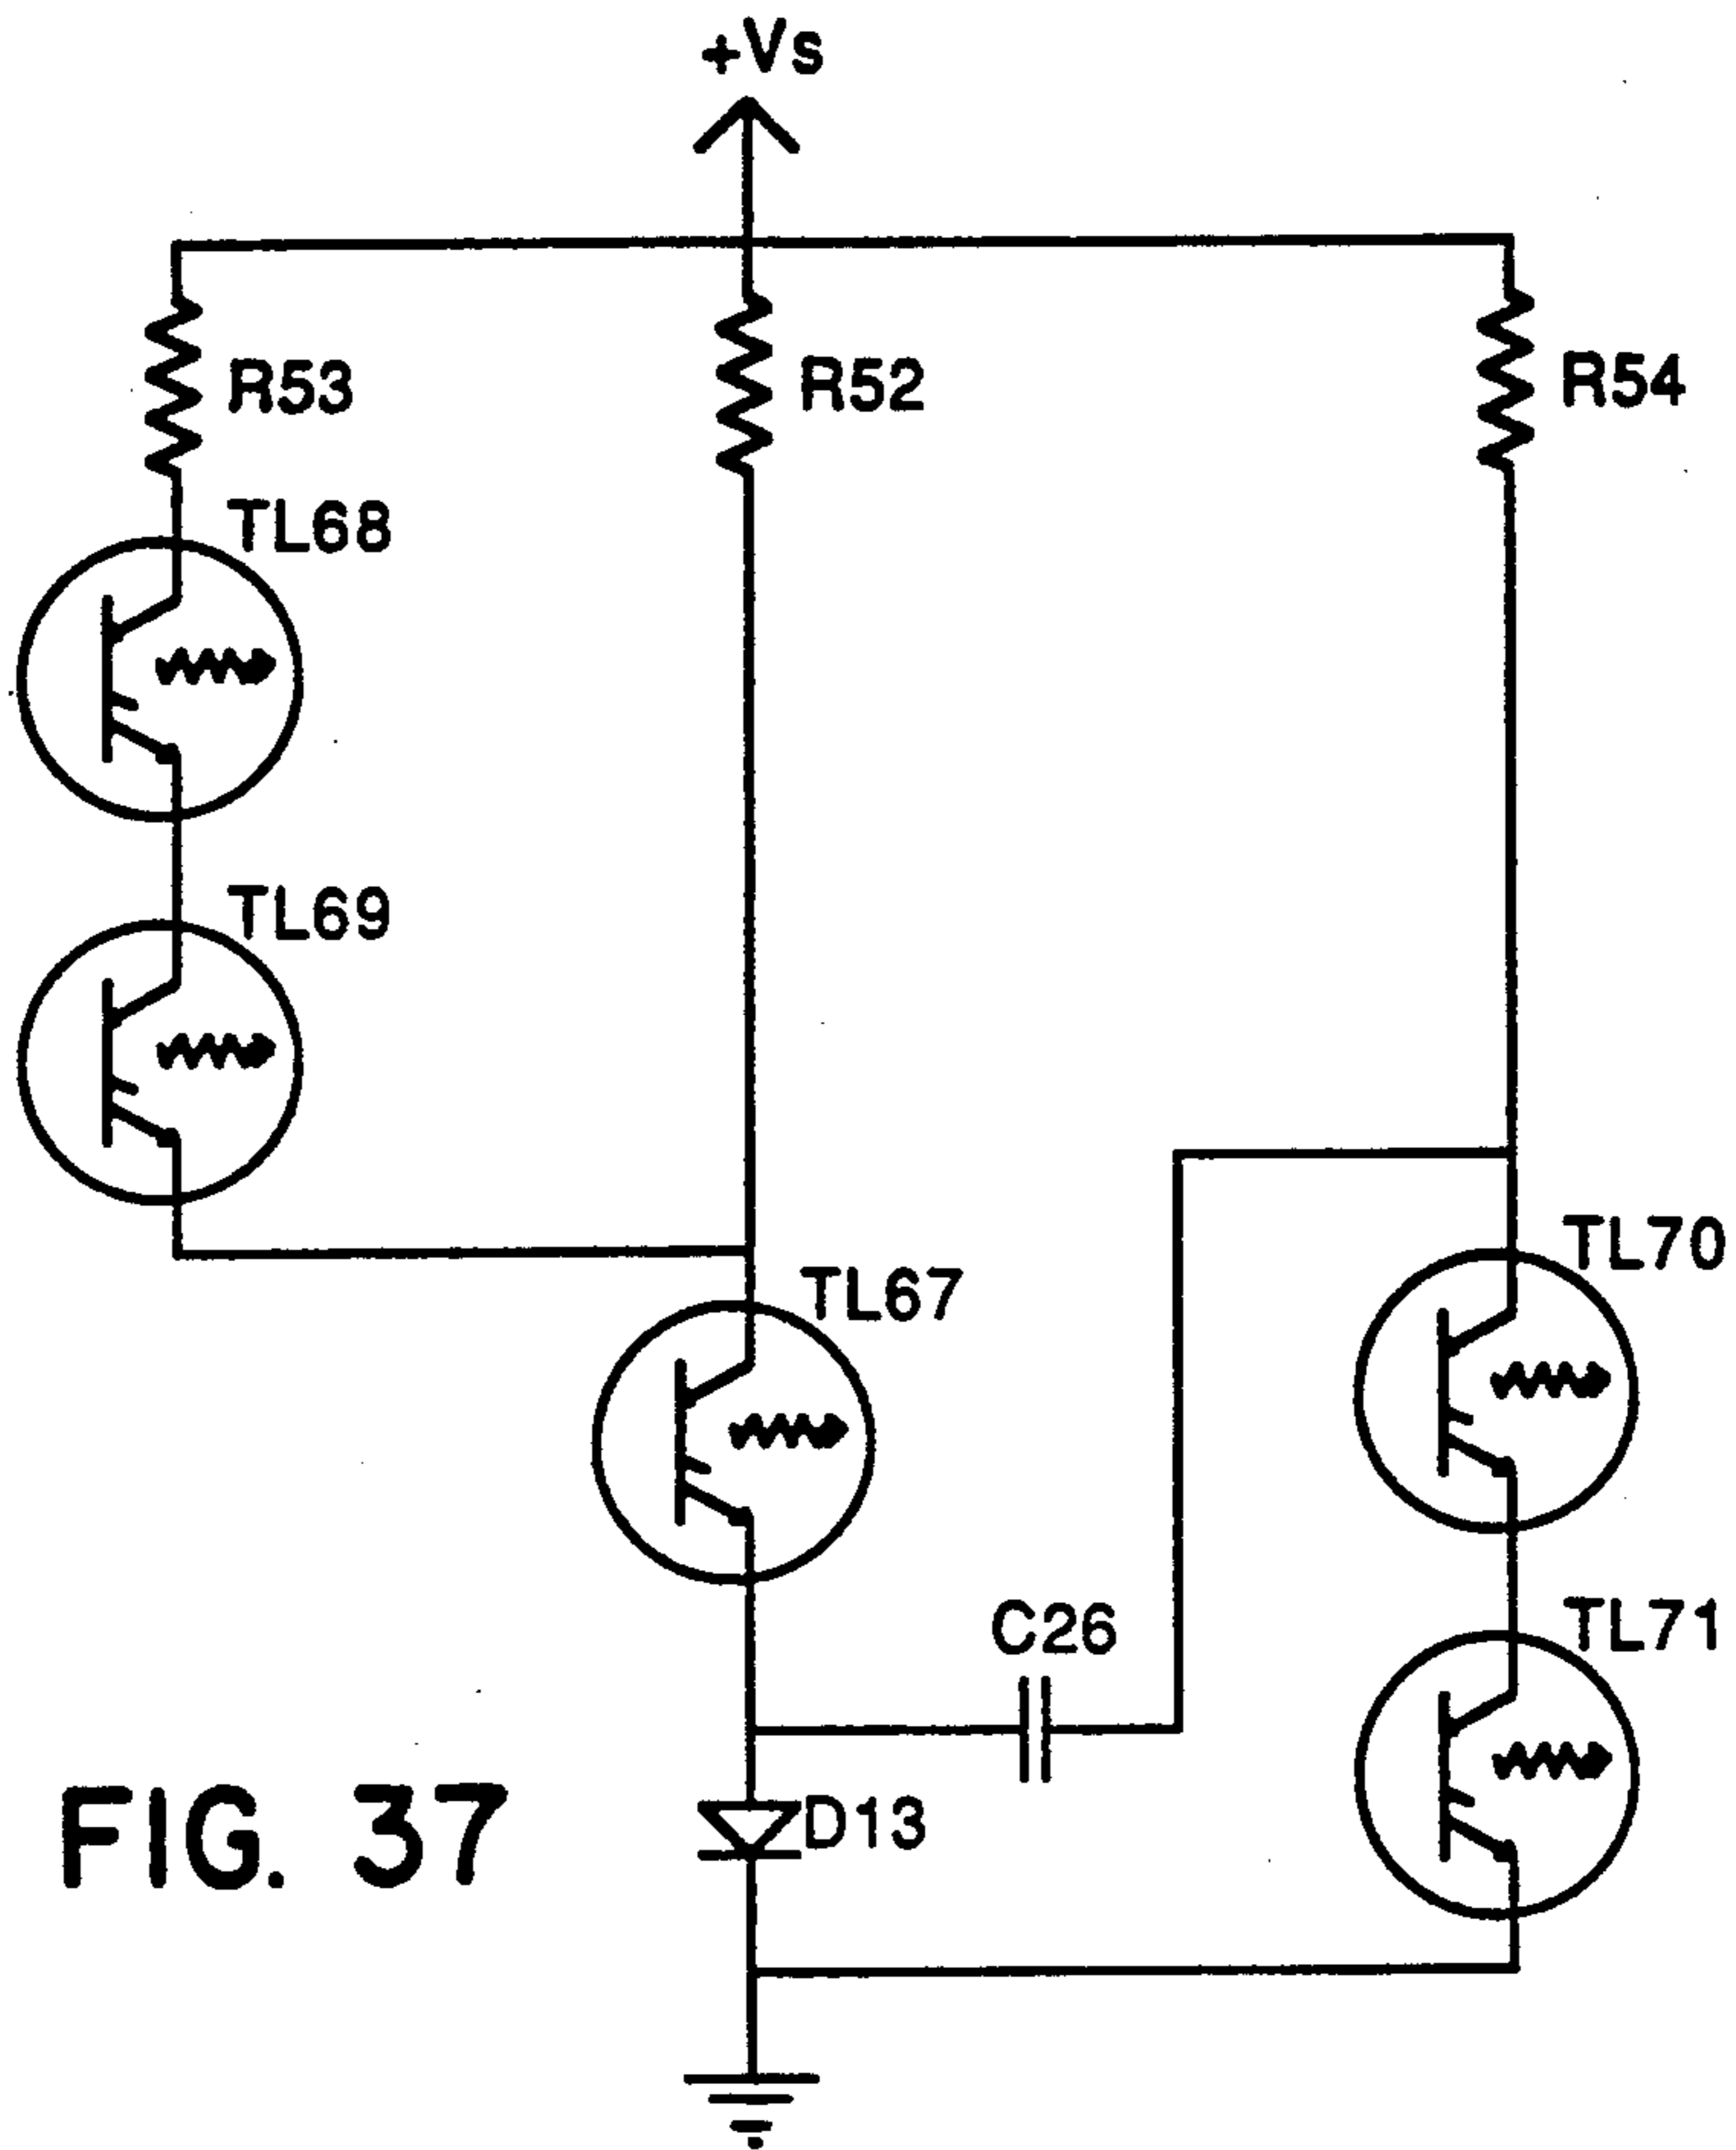 +Vs
R53
R52
R54
TL68
TL69
TL67
TL70
C26
TL71
D13
FIG. 37